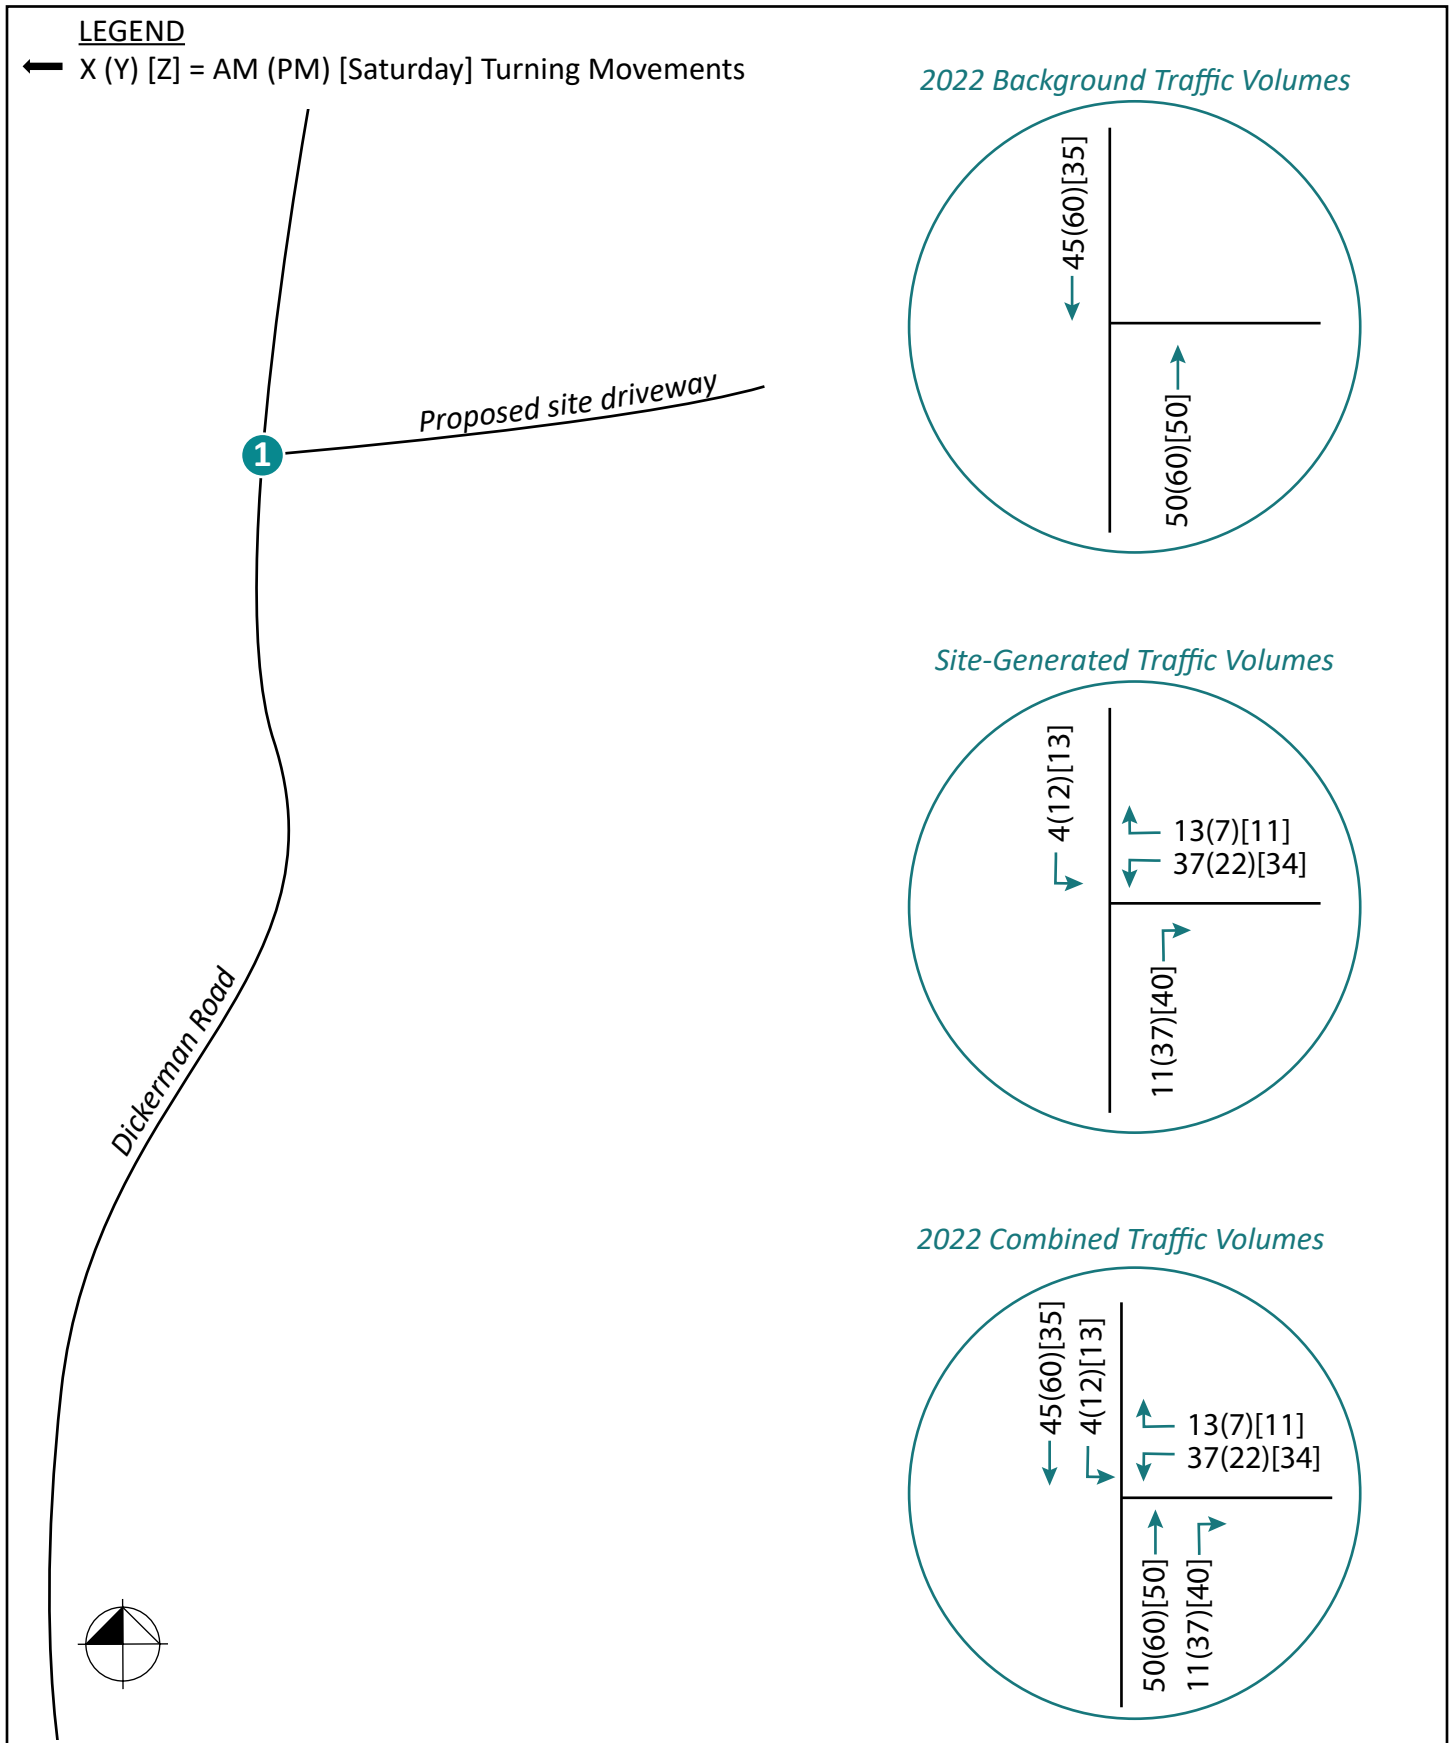 LEGEND
X (Y) [Z] = AM (PM) [Saturday] Turning Movements
2022 Background Traffic Volumes
45(60)[35]
50(60)[50]
Proposed site driveway
1
Dickerman Road
Site-Generated Traffic Volumes
4(12)[13]
13(7)[11]
37(22)[34]
11(37)[40]
2022 Combined Traffic Volumes
45(60)[35]
4(12)[13]
13(7)[11]
37(22)[34]
50(60)[50]
11(37)[40]